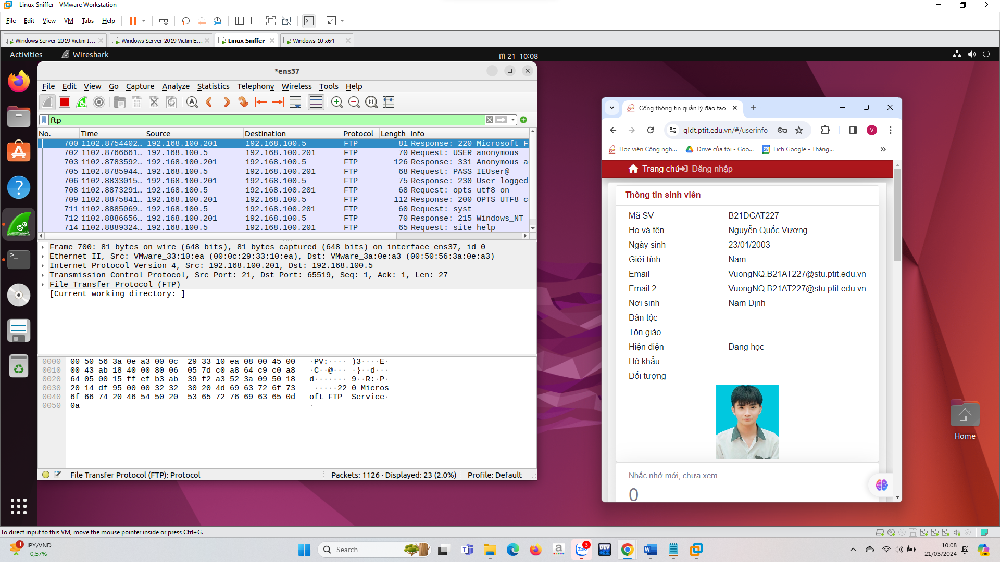 Linux Sniffer - VMware Workstation
File Edit View VM Tabs Help
Windows Server 2019 Victim I... Windows Server 2019 Victim E... Linux Sniffer Windows 10 x64
Activities Wireshark 21 10:08
*ens37
File Edit View Go Capture Analyze Statistics Telephony Wireless Tools Help
ftp
No. Time Source Destination Protocol Length Info
700 1102.8754402... 192.168.100.201 192.168.100.5 FTP 81 Response: 220 Microsoft F
702 1102.8766661... 192.168.100.5 192.168.100.201 FTP 70 Request: USER anonymous
703 1102.8783592... 192.168.100.201 192.168.100.5 FTP 126 Response: 331 Anonymous a
705 1102.8785944... 192.168.100.5 192.168.100.201 FTP 68 Request: PASS IEUser@
706 1102.8833015... 192.168.100.201 192.168.100.5 FTP 75 Response: 230 User logged
708 1102.8873291... 192.168.100.5 192.168.100.201 FTP 68 Request: opts utf8 on
709 1102.8875841... 192.168.100.201 192.168.100.5 FTP 112 Response: 200 OPTS UTF8 c
711 1102.8885069... 192.168.100.5 192.168.100.201 FTP 60 Request: syst
712 1102.8886656... 192.168.100.201 192.168.100.5 FTP 70 Response: 215 Windows_NT
714 1102.8889324... 192.168.100.5 192.168.100.201 FTP 65 Request: site help
Frame 700: 81 bytes on wire (648 bits), 81 bytes captured (648 bits) on interface ens37, id 0
Ethernet II, Src: VMware_33:10:ea (00:0c:29:33:10:ea), Dst: VMware_3a:0e:a3 (00:50:56:3a:0e:a3)
Internet Protocol Version 4, Src: 192.168.100.201, Dst: 192.168.100.5
Transmission Control Protocol, Src Port: 21, Dst Port: 65519, Seq: 1, Ack: 1, Len: 27
File Transfer Protocol (FTP)
[Current working directory: ]
0000 00 50 56 3a 0e a3 00 0c 29 33 10 ea 08 00 45 00 ·PV:···· )3····E·
0010 00 43 ab 18 40 00 80 06 05 7d c0 a8 64 c9 c0 a8 ·C··@··· ·}··d···
0020 64 05 00 15 ff ef b3 ab 39 f2 a3 52 3a 09 50 18 d······· 9··R:·P·
0030 20 14 df 95 00 00 32 32 30 20 4d 69 63 72 6f 73 ·····22 0 Micros
0040 6f 66 74 20 46 54 50 20 53 65 72 76 69 63 65 0d oft FTP Service·
0050 0a ·
File Transfer Protocol (FTP): Protocol Packets: 1126 · Displayed: 23 (2.0%) Profile: Default
Cổng thông tin quản lý đào tạo
qldt.ptit.edu.vn/#/userinfo V
Học viện Công ngh... Drive của tôi - Goo... 28 Lịch Google - Tháng... »
Trang chủ Đăng nhập
Thông tin sinh viên
Mã SV B21DCAT227
Họ và tên Nguyễn Quốc Vượng
Ngày sinh 23/01/2003
Giới tính Nam
Email VuongNQ.B21AT227@stu.ptit.edu.vn
Email 2 VuongNQ.B21AT227@stu.ptit.edu.vn
Nơi sinh Nam Định
Dân tộc
Tôn giáo
Hiện diện Đang học
Hộ khẩu
Đối tượng
Nhắc nhở mới, chưa xem
0
Home
To direct input to this VM, move the mouse pointer inside or press Ctrl+G.
1 JPY/VND
+0,57%
Search
DEV
Zalo 3
10:08
21/03/2024
PRE